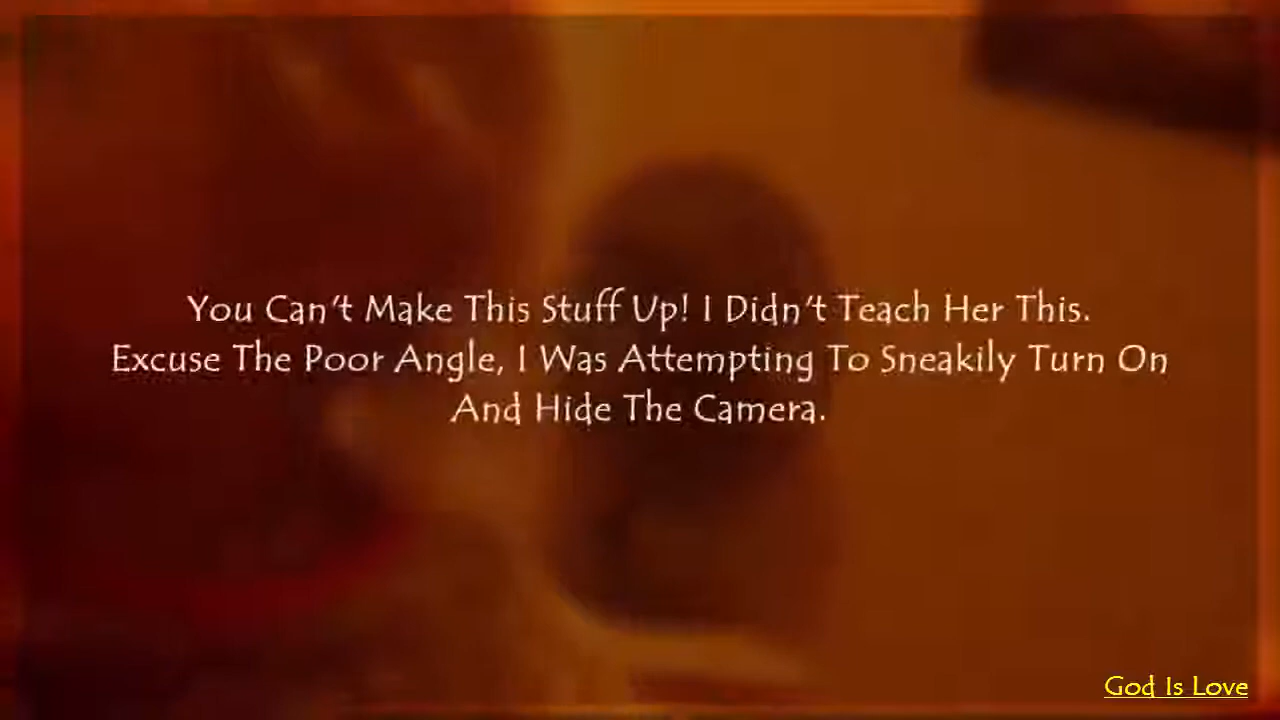 You Can't Make This Stuff Up! I Didn't Teach Her This.
Excuse The Poor Angle, I Was Attempting To Sneakily Turn On
And Hide The Camera.
God Is Love